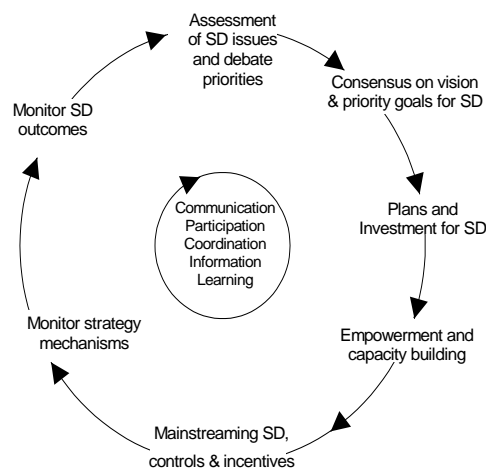 Assessment
of SD issues
and debate
priorities
Consensus on vision
& priority goals for SD
Plans and
Investment for SD
Empowerment and
capacity building
Mainstreaming SD,
controls & incentives
Monitor strategy
mechanisms
Monitor SD
outcomes
Communication
Participation
Coordination
Information
Learning